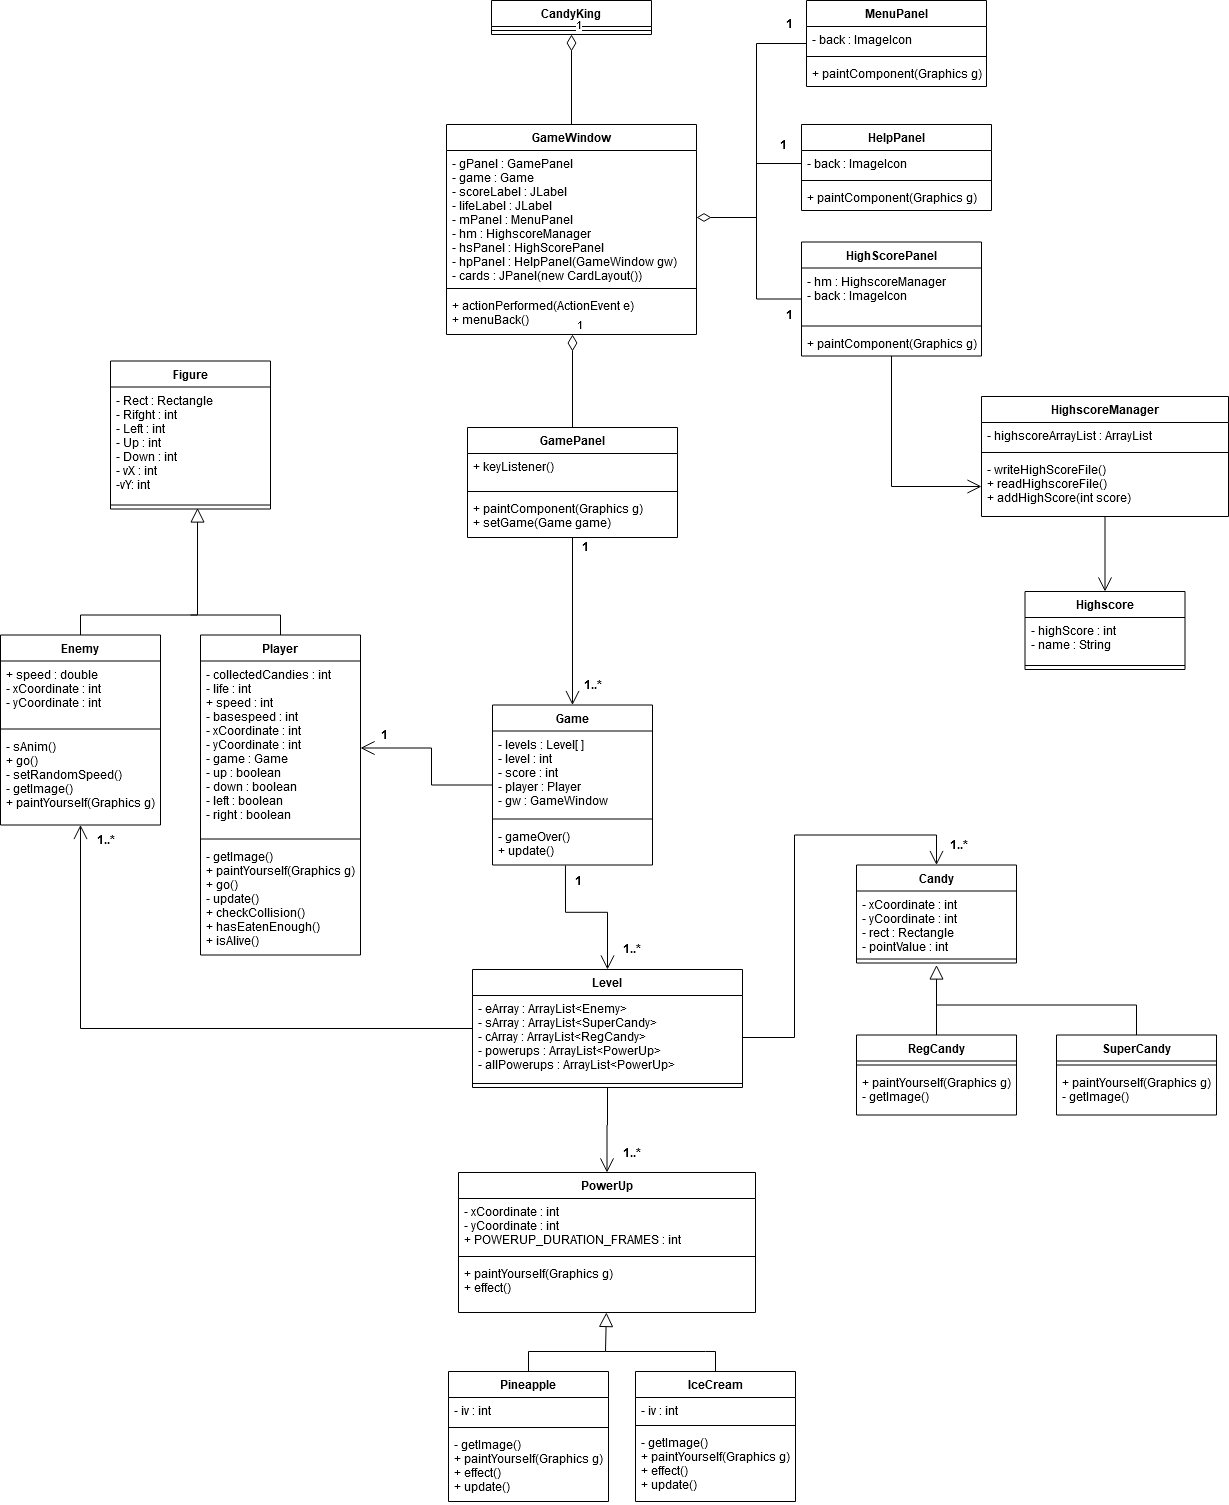 CandyKing
1
MenuPanel
- back : ImageIcon
+ paintComponent(Graphics g)
1
GameWindow
- gPanel : GamePanel
- game : Game
- scoreLabel : JLabel
- lifeLabel : JLabel
- mPanel : MenuPanel
- hm : HighscoreManager
- hsPanel : HighScorePanel
- hpPanel : HelpPanel(GameWindow gw)
- cards : JPanel(new CardLayout())
+ actionPerformed(ActionEvent e)
+ menuBack()
1
HelpPanel
- back : ImageIcon
+ paintComponent(Graphics g)
1
HighScorePanel
- hm : HighscoreManager
- back : ImageIcon
+ paintComponent(Graphics g)
1
Figure
- Rect : Rectangle
- Rifght : int
- Left : int
- Up : int
- Down : int
- vX : int
-vY: int
GamePanel
+ keyListener()
+ paintComponent(Graphics g)
+ setGame(Game game)
1
1..*
HighscoreManager
- highscoreArrayList : ArrayList
- writeHighScoreFile()
+ readHighscoreFile()
+ addHighScore(int score)
Highscore
- highScore : int
- name : String
Enemy
+ speed : double
- xCoordinate : int
- yCoordinate : int
- sAnim()
+ go()
- setRandomSpeed()
- getImage()
+ paintYourself(Graphics g)
1..*
Player
- collectedCandies : int
- life : int
+ speed : int
- basespeed : int
- xCoordinate : int
- yCoordinate : int
- game : Game
- up : boolean
- down : boolean
- left : boolean
- right : boolean
- getImage()
+ paintYourself(Graphics g)
+ go()
- update()
+ checkCollision()
+ hasEatenEnough()
+ isAlive()
1
Game
- levels : Level[ ]
- level : int
- score : int
- player : Player
- gw : GameWindow
- gameOver()
+ update()
1
1..*
1..*
Candy
- xCoordinate : int
- yCoordinate : int
- rect : Rectangle
- pointValue : int
Level
- eArray : ArrayList<Enemy>
- sArray : ArrayList<SuperCandy>
- cArray : ArrayList<RegCandy>
- powerups : ArrayList<PowerUp>
- allPowerups : ArrayList<PowerUp>
1..*
RegCandy
+ paintYourself(Graphics g)
- getImage()
SuperCandy
+ paintYourself(Graphics g)
- getImage()
PowerUp
- xCoordinate : int
- yCoordinate : int
+ POWERUP_DURATION_FRAMES : int
+ paintYourself(Graphics g)
+ effect()
Pineapple
- iv : int
- getImage()
+ paintYourself(Graphics g)
+ effect()
+ update()
IceCream
- iv : int
- getImage()
+ paintYourself(Graphics g)
+ effect()
+ update()